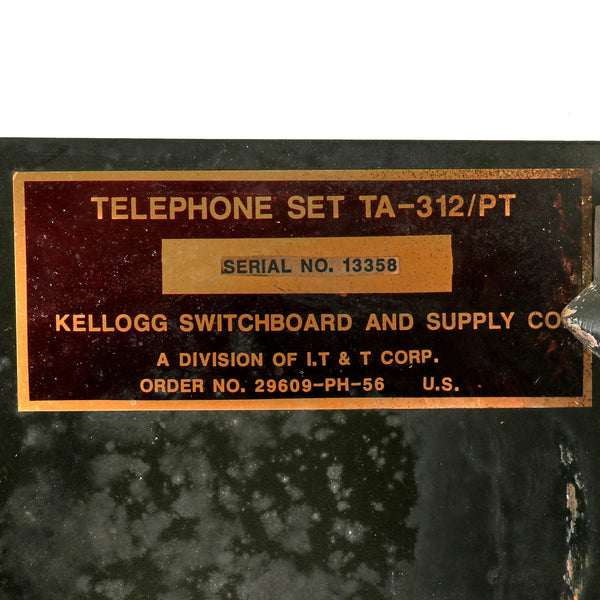 TELEPHONE SET TA-312/PT
SERIAL NO. 13358
KELLOGG SWITCHBOARD AND SUPPLY CO
A DIVISION OF I.T & T CORP.
ORDER NO. 29609-PH-56 U.S.